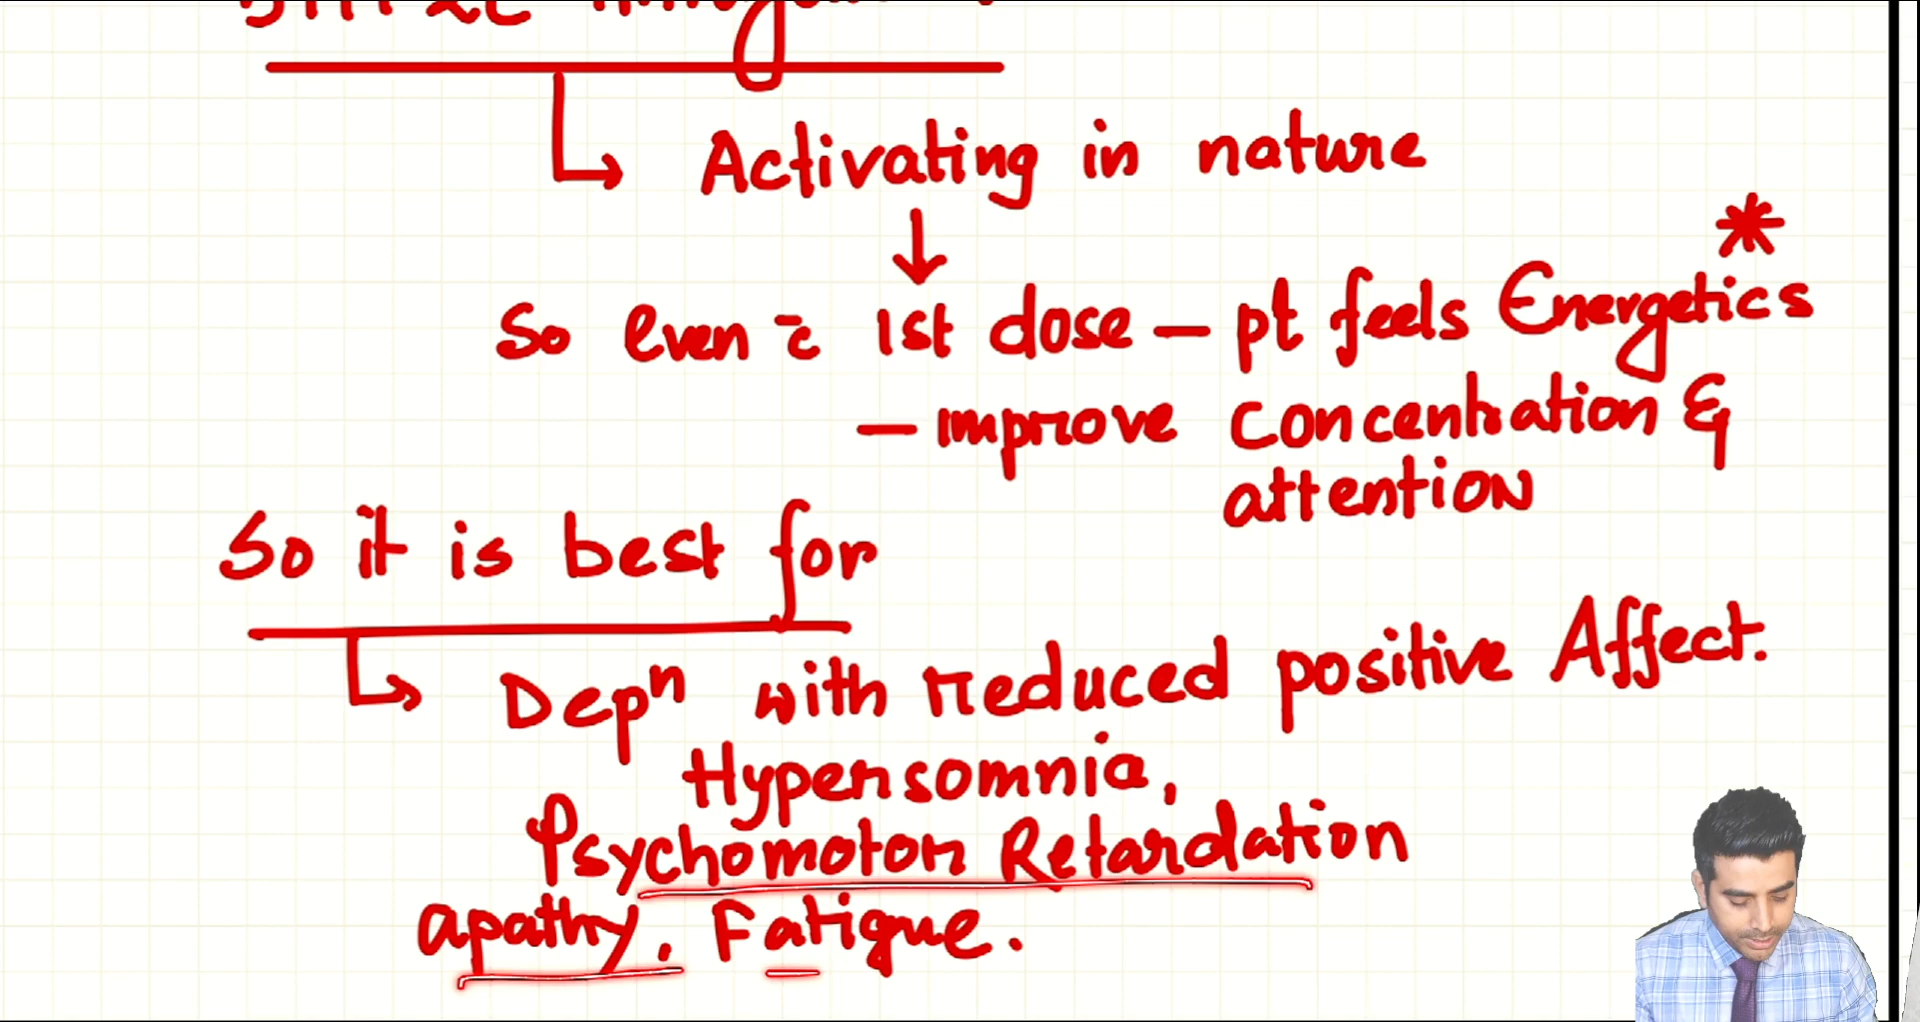 Activating in nature
↓
*
So even c̄ 1st dose — pt feels Energetics
— improve concentration &
attention
So it is best for
↳ Depⁿ with reduced positive Affect.
Hypersomnia,
Psychomotor Retardation
apathy, Fatigue.